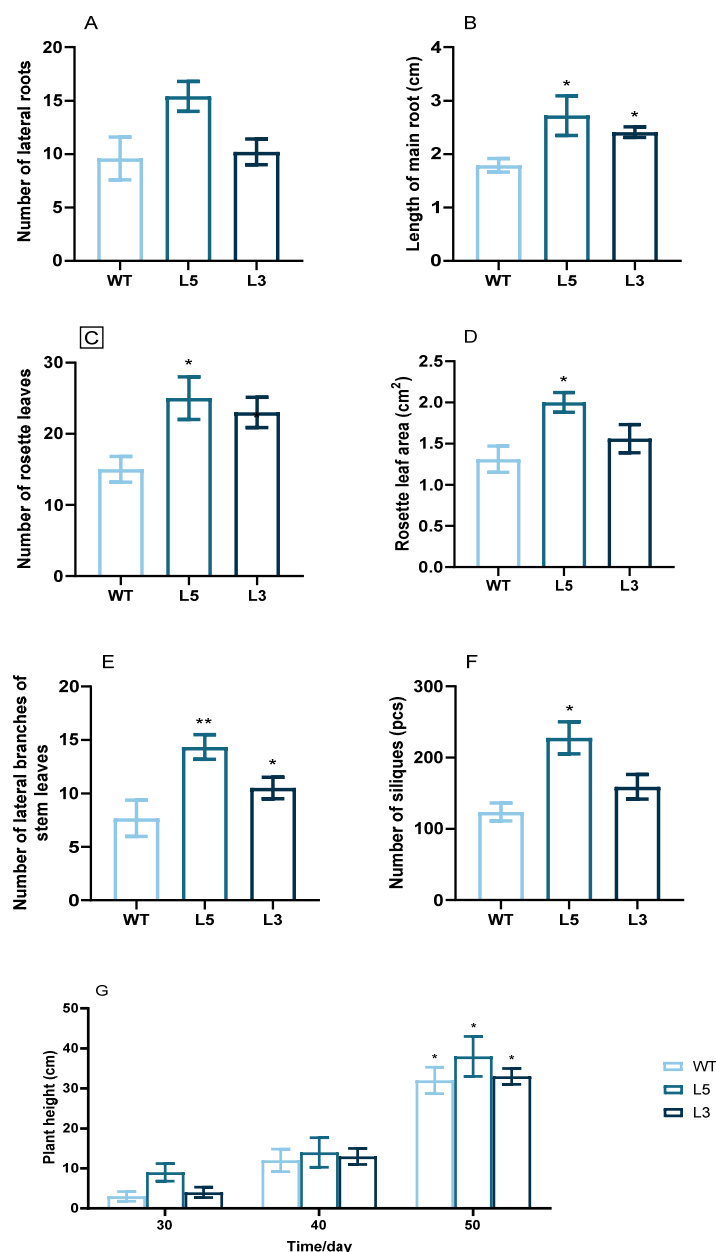 A
Number of lateral roots
20
15
10
5
0
WT L5 L3
B
Length of main root (cm)
4
3
2
1
0
* *
WT L5 L3
C
Number of rosette leaves
30
20
10
0
*
WT L5 L3
D
Rosette leaf area (cm²)
2.5
2.0
1.5
1.0
0.5
0.0
*
WT L5 L3
E
Number of lateral branches of
stem leaves
20
15
10
5
0
** *
WT L5 L3
F
Number of siliques (pcs)
300
200
100
0
*
WT L5 L3
G
Plant height (cm)
50
40
30
20
10
0
* * *
30 40 50
Time/day
WT
L5
L3